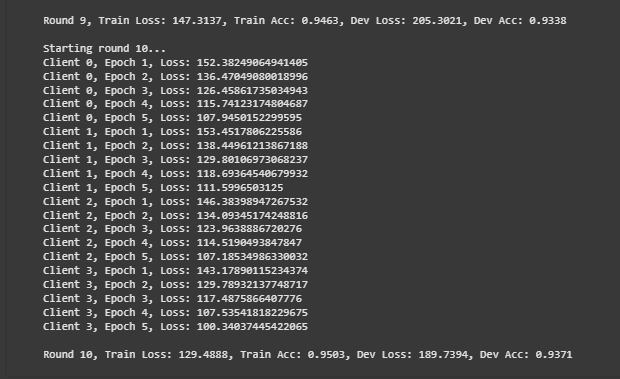 Round 9, Train Loss: 147.3137, Train Acc: 0.9463, Dev Loss: 205.3021, Dev Acc: 0.9338
Starting round 10...
Client 0, Epoch 1, Loss: 152.38249064941405
Client 0, Epoch 2, Loss: 136.47049080018996
Client 0, Epoch 3, Loss: 126.45861735034943
Client 0, Epoch 4, Loss: 115.74123174804687
Client 0, Epoch 5, Loss: 107.9450152299595
Client 1, Epoch 1, Loss: 153.4517806225586
Client 1, Epoch 2, Loss: 138.44961213867188
Client 1, Epoch 3, Loss: 129.80106973068237
Client 1, Epoch 4, Loss: 118.69364540679932
Client 1, Epoch 5, Loss: 111.5996503125
Client 2, Epoch 1, Loss: 146.38398947267532
Client 2, Epoch 2, Loss: 134.09345174248816
Client 2, Epoch 3, Loss: 123.9638886720276
Client 2, Epoch 4, Loss: 114.5190493847847
Client 2, Epoch 5, Loss: 107.18534986330032
Client 3, Epoch 1, Loss: 143.17890115234374
Client 3, Epoch 2, Loss: 129.78932137748717
Client 3, Epoch 3, Loss: 117.4875866407776
Client 3, Epoch 4, Loss: 107.53541818229675
Client 3, Epoch 5, Loss: 100.34037445422065
Round 10, Train Loss: 129.4888, Train Acc: 0.9503, Dev Loss: 189.7394, Dev Acc: 0.9371